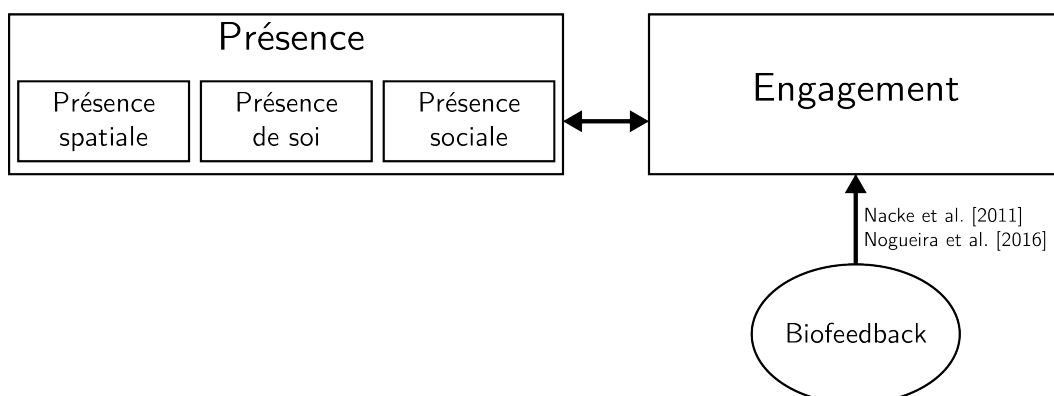 Présence
Présence
spatiale
Présence
de soi
Présence
sociale
Engagement
Nacke et al. [2011]
Nogueira et al. [2016]
Biofeedback